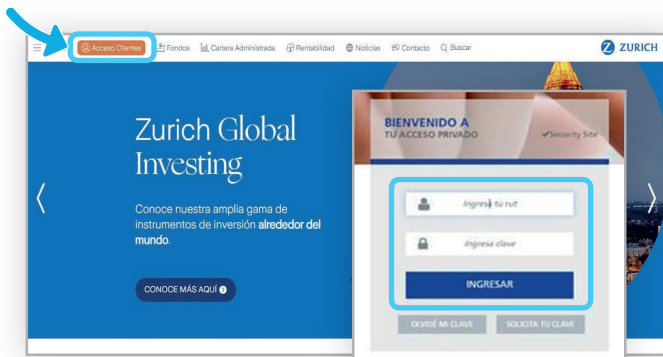 Acceso Clientes Fondos Cartera Administrada Rentabilidad Noticias Contacto Buscar ZURICH
Zurich Global
Investing
Conoce nuestra amplia gama de
instrumentos de inversión alrededor del
mundo.
CONOCE MÁS AQUÍ
BIENVENIDO A
TU ACCESO PRIVADO
Security Site
Ingresa tu rut
Ingresa clave
INGRESAR
OLVIDÉ MI CLAVE SOLICITA TU CLAVE